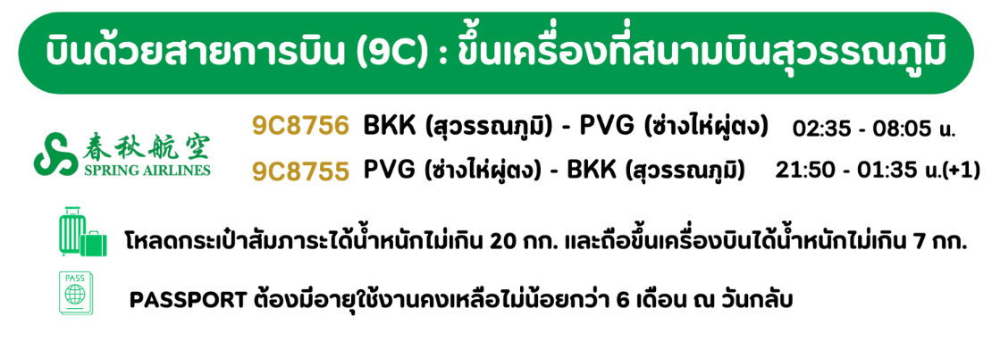 บินด้วยสายการบิน (9C) : ขึ้นเครื่องที่สนามบินสุวรรณภูมิ
春秋航空
SPRING AIRLINES
9C8756 BKK (สุวรรณภูมิ) - PVG (ซ่างไห่ผู่ตง) 02:35 - 08:05 น.
9C8755 PVG (ซ่างไห่ผู่ตง) - BKK (สุวรรณภูมิ) 21:50 - 01:35 น.(+1)
โหลดกระเป๋าสัมภาระได้น้ำหนักไม่เกิน 20 กก. และถือขึ้นเครื่องบินได้น้ำหนักไม่เกิน 7 กก.
PASS
PASSPORT ต้องมีอายุใช้งานคงเหลือไม่น้อยกว่า 6 เดือน ณ วันกลับ